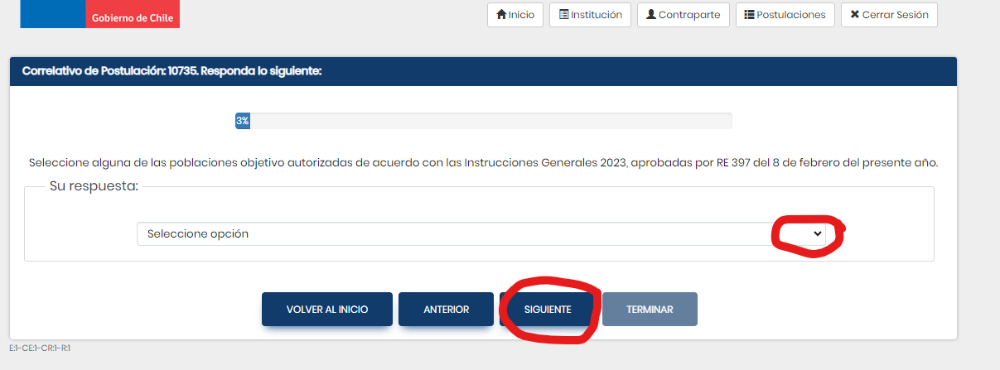 Gobierno de Chile
Inicio Institución Contraparte Postulaciones Cerrar Sesión
Correlativo de Postulación: 10735. Responda lo siguiente:
3%
Seleccione alguna de las poblaciones objetivo autorizadas de acuerdo con las Instrucciones Generales 2023, aprobadas por RE 397 del 8 de febrero del presente año.
Su respuesta:
Seleccione opción
VOLVER AL INICIO ANTERIOR SIGUIENTE TERMINAR
E:1-CE:1-CR:1-R:1